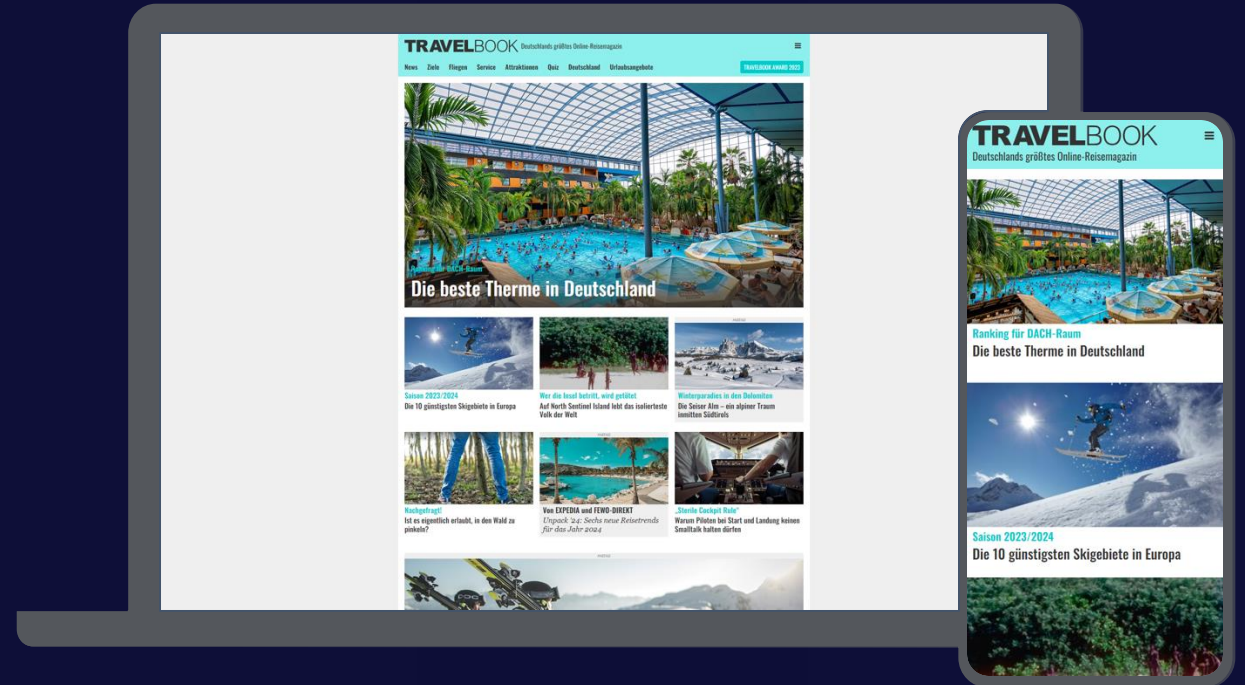 TRAVELBOOK Deutschlands größtes Online-Reisemagazin
News Ziele Fliegen Service Attraktionen Quiz Deutschland Urlaubsangebote TRAVELBOOK AWARD 2023
Ranking für DACH-Raum
Die beste Therme in Deutschland
Saison 2023/2024
Die 10 günstigsten Skigebiete in Europa
Wer die Insel betritt, wird getötet
Auf North Sentinel Island lebt das isolierteste
Volk der Welt
ANZEIGE
Winterparadies in den Dolomiten
Die Seiser Alm – ein alpiner Traum
inmitten Südtirols
Nachgefragt!
Ist es eigentlich erlaubt, in den Wald zu
pinkeln?
ANZEIGE
Von EXPEDIA und FEWO-DIREKT
Unpack '24: Sechs neue Reisetrends
für das Jahr 2024
„Sterile Cockpit Rule“
Warum Piloten bei Start und Landung keinen
Smalltalk halten dürfen
ANZEIGE
TRAVELBOOK
Deutschlands größtes Online-Reisemagazin
Ranking für DACH-Raum
Die beste Therme in Deutschland
Saison 2023/2024
Die 10 günstigsten Skigebiete in Europa